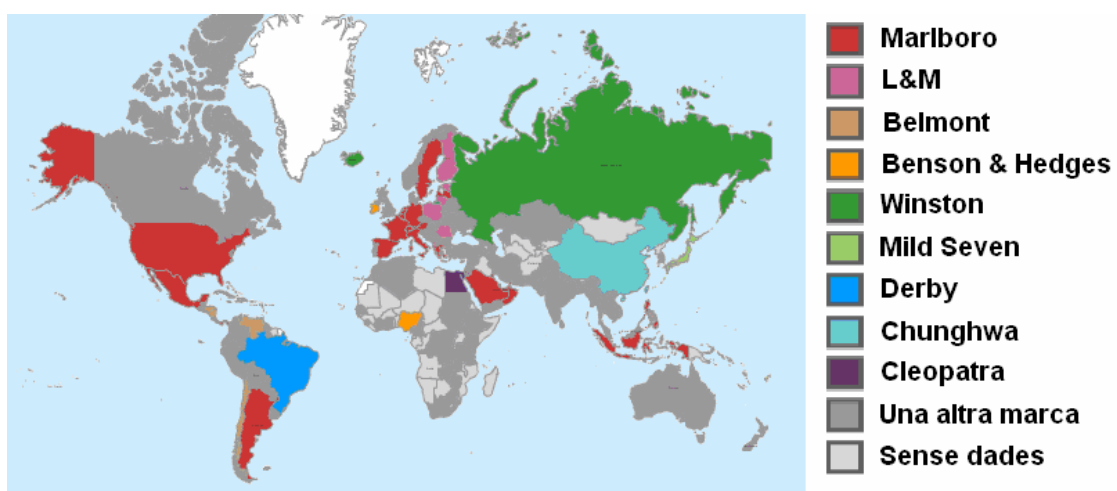 Marlboro
L&M
Belmont
Benson & Hedges
Winston
Mild Seven
Derby
Chunghwa
Cleopatra
Una altra marca
Sense dades